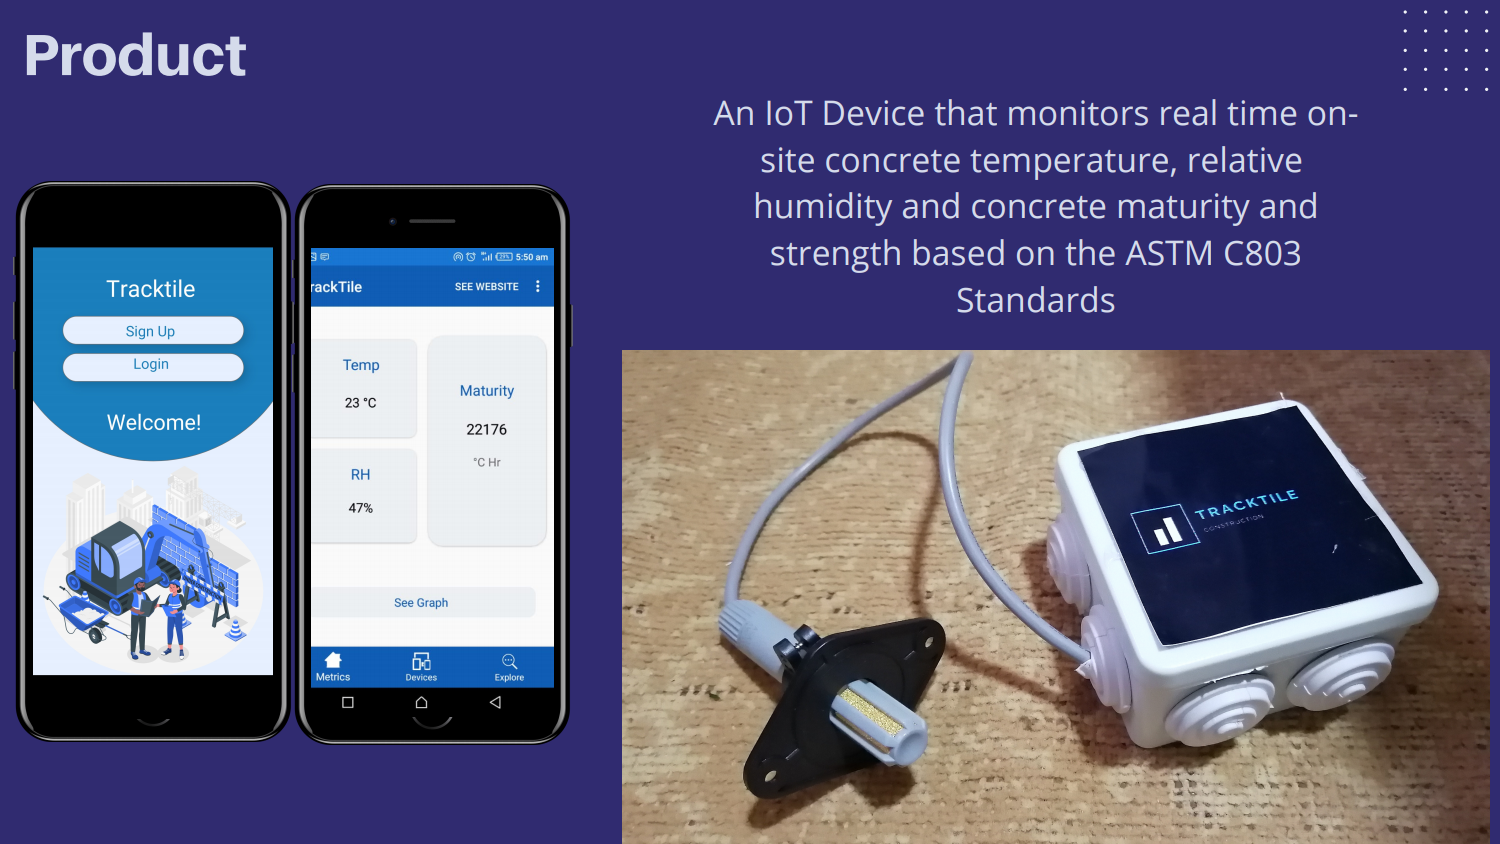 Product
An IoT Device that monitors real time on-
site concrete temperature, relative
humidity and concrete maturity and
strength based on the ASTM C803
Standards
Tracktile
Sign Up
Login
Welcome!
5:50 am
rackTile
SEE WEBSITE
Temp
23 °C
Maturity
22176
°C Hr
RH
47%
See Graph
Metrics
Devices
Explore
TRACKTILE
CONSTRUCTION